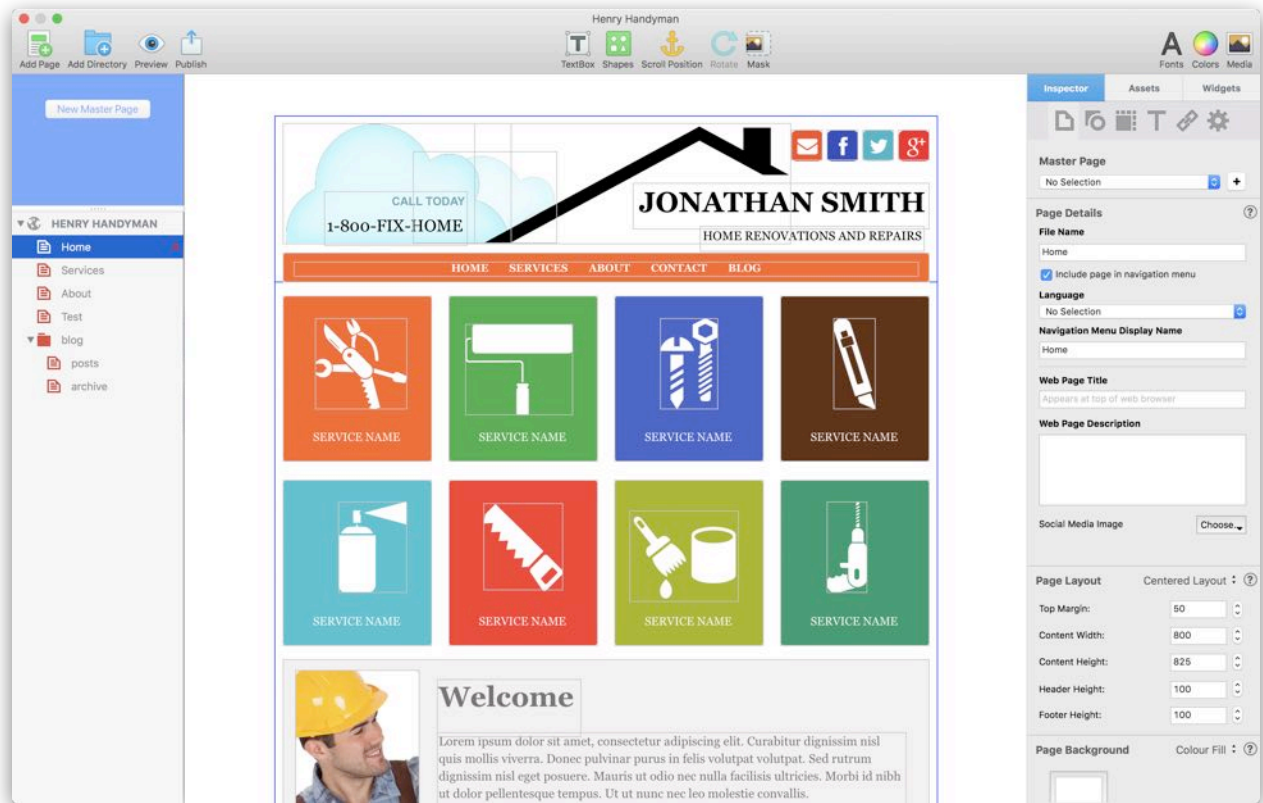 Henry Handyman
Add Page Add Directory Preview Publish
TextBox Shapes Scroll Position Rotate Mask
Fonts Colors Media
New Master Page
HENRY HANDYMAN
Home
Services
About
Test
blog
posts
archive
CALL TODAY
1-800-FIX-HOME
f
g+
JONATHAN SMITH
HOME RENOVATIONS AND REPAIRS
HOME SERVICES ABOUT CONTACT BLOG
SERVICE NAME SERVICE NAME SERVICE NAME SERVICE NAME
SERVICE NAME SERVICE NAME SERVICE NAME SERVICE NAME
Welcome
Lorem ipsum dolor sit amet, consectetur adipiscing elit. Curabitur dignissim nisl
quis mollis viverra. Donec pulvinar purus in felis volutpat volutpat. Sed rutrum
dignissim nisl eget posuere. Mauris ut odio nec nulla facilisis ultricies. Morbi id nibh
ut dolor pellentesque tempus. Ut ut nunc nec leo molestie convallis.
Inspector Assets Widgets
Master Page
No Selection +
Page Details ?
File Name
Home
Include page in navigation menu
Language
No Selection
Navigation Menu Display Name
Home
Web Page Title
Appears at top of web browser
Web Page Description
Social Media Image Choose...
Page Layout Centered Layout ?
Top Margin: 50
Content Width: 800
Content Height: 825
Header Height: 100
Footer Height: 100
Page Background Colour Fill ?